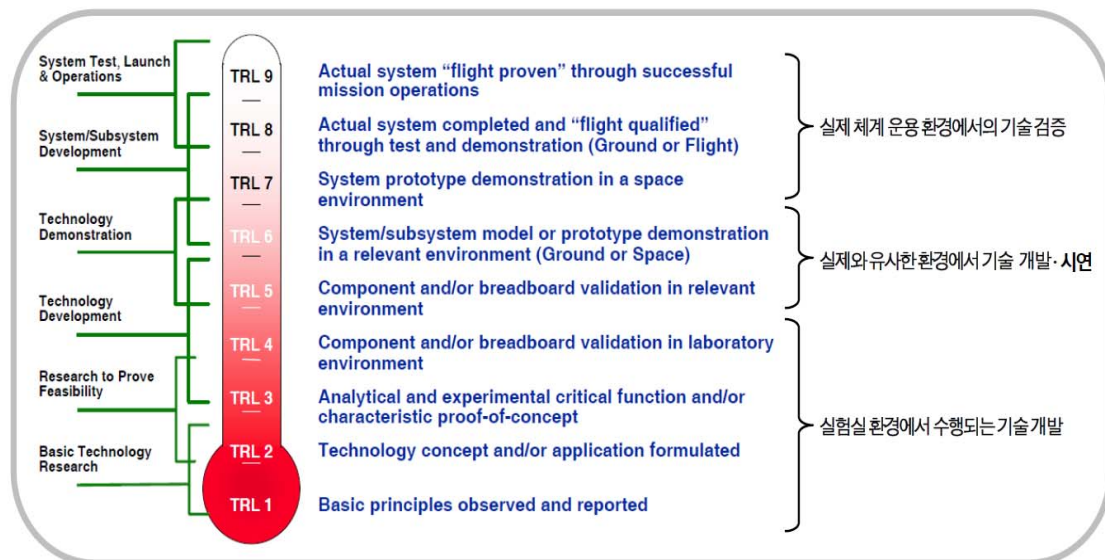 System Test, Launch
& Operations
System/Subsystem
Development
Technology
Demonstration
Technology
Development
Research to Prove
Feasibility
Basic Technology
Research
TRL 9
TRL 8
TRL 7
TRL 6
TRL 5
TRL 4
TRL 3
TRL 2
TRL 1
Actual system “flight proven” through successful
mission operations
Actual system completed and “flight qualified”
through test and demonstration (Ground or Flight)
System prototype demonstration in a space
environment
System/subsystem model or prototype demonstration
in a relevant environment (Ground or Space)
Component and/or breadboard validation in relevant
environment
Component and/or breadboard validation in laboratory
environment
Analytical and experimental critical function and/or
characteristic proof-of-concept
Technology concept and/or application formulated
Basic principles observed and reported
실제 체계 운용 환경에서의 기술 검증
실제와 유사한 환경에서 기술 개발· 시연
실험실 환경에서 수행되는 기술 개발